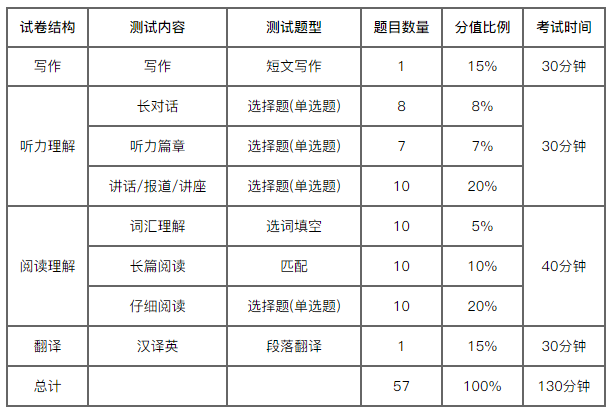 试卷结构 测试内容 测试题型 题目数量 分值比例 考试时间
写作 写作 短文写作 1 15% 30分钟
听力理解 长对话 选择题(单选题) 8 8% 30分钟
听力篇章 选择题(单选题) 7 7%
讲话/报道/讲座 选择题(单选题) 10 20%
阅读理解 词汇理解 选词填空 10 5% 40分钟
长篇阅读 匹配 10 10%
仔细阅读 选择题(单选题) 10 20%
翻译 汉译英 段落翻译 1 15% 30分钟
总计 57 100% 130分钟